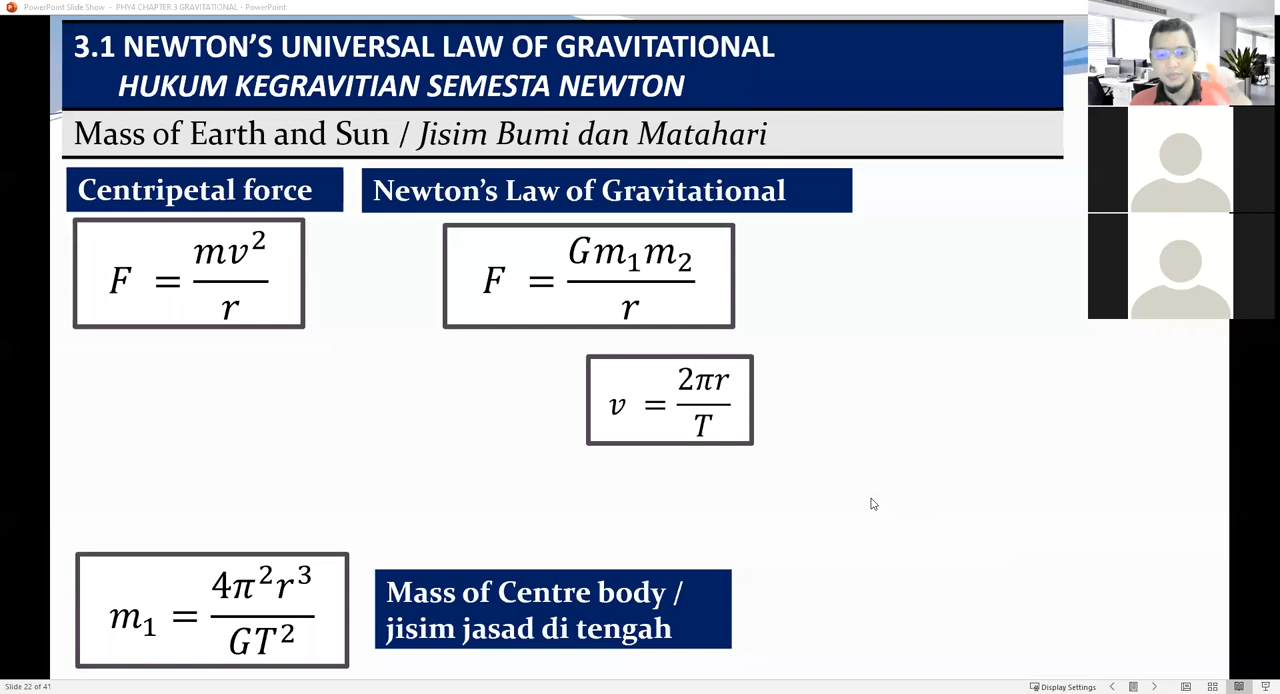 PowerPoint Slide Show - PHY4 CHAPTER 3 GRAVITATIONAL - PowerPoint
3.1 NEWTON'S UNIVERSAL LAW OF GRAVITATIONAL
HUKUM KEGRAVITIAN SEMESTA NEWTON
Mass of Earth and Sun / Jisim Bumi dan Matahari
Centripetal force
Newton's Law of Gravitational
F = mv²/r
F = Gm₁m₂/r
v = 2πr/T
m₁ = 4π²r³/GT²
Mass of Centre body /
jisim jasad di tengah
Slide 22 of 41
Display Settings